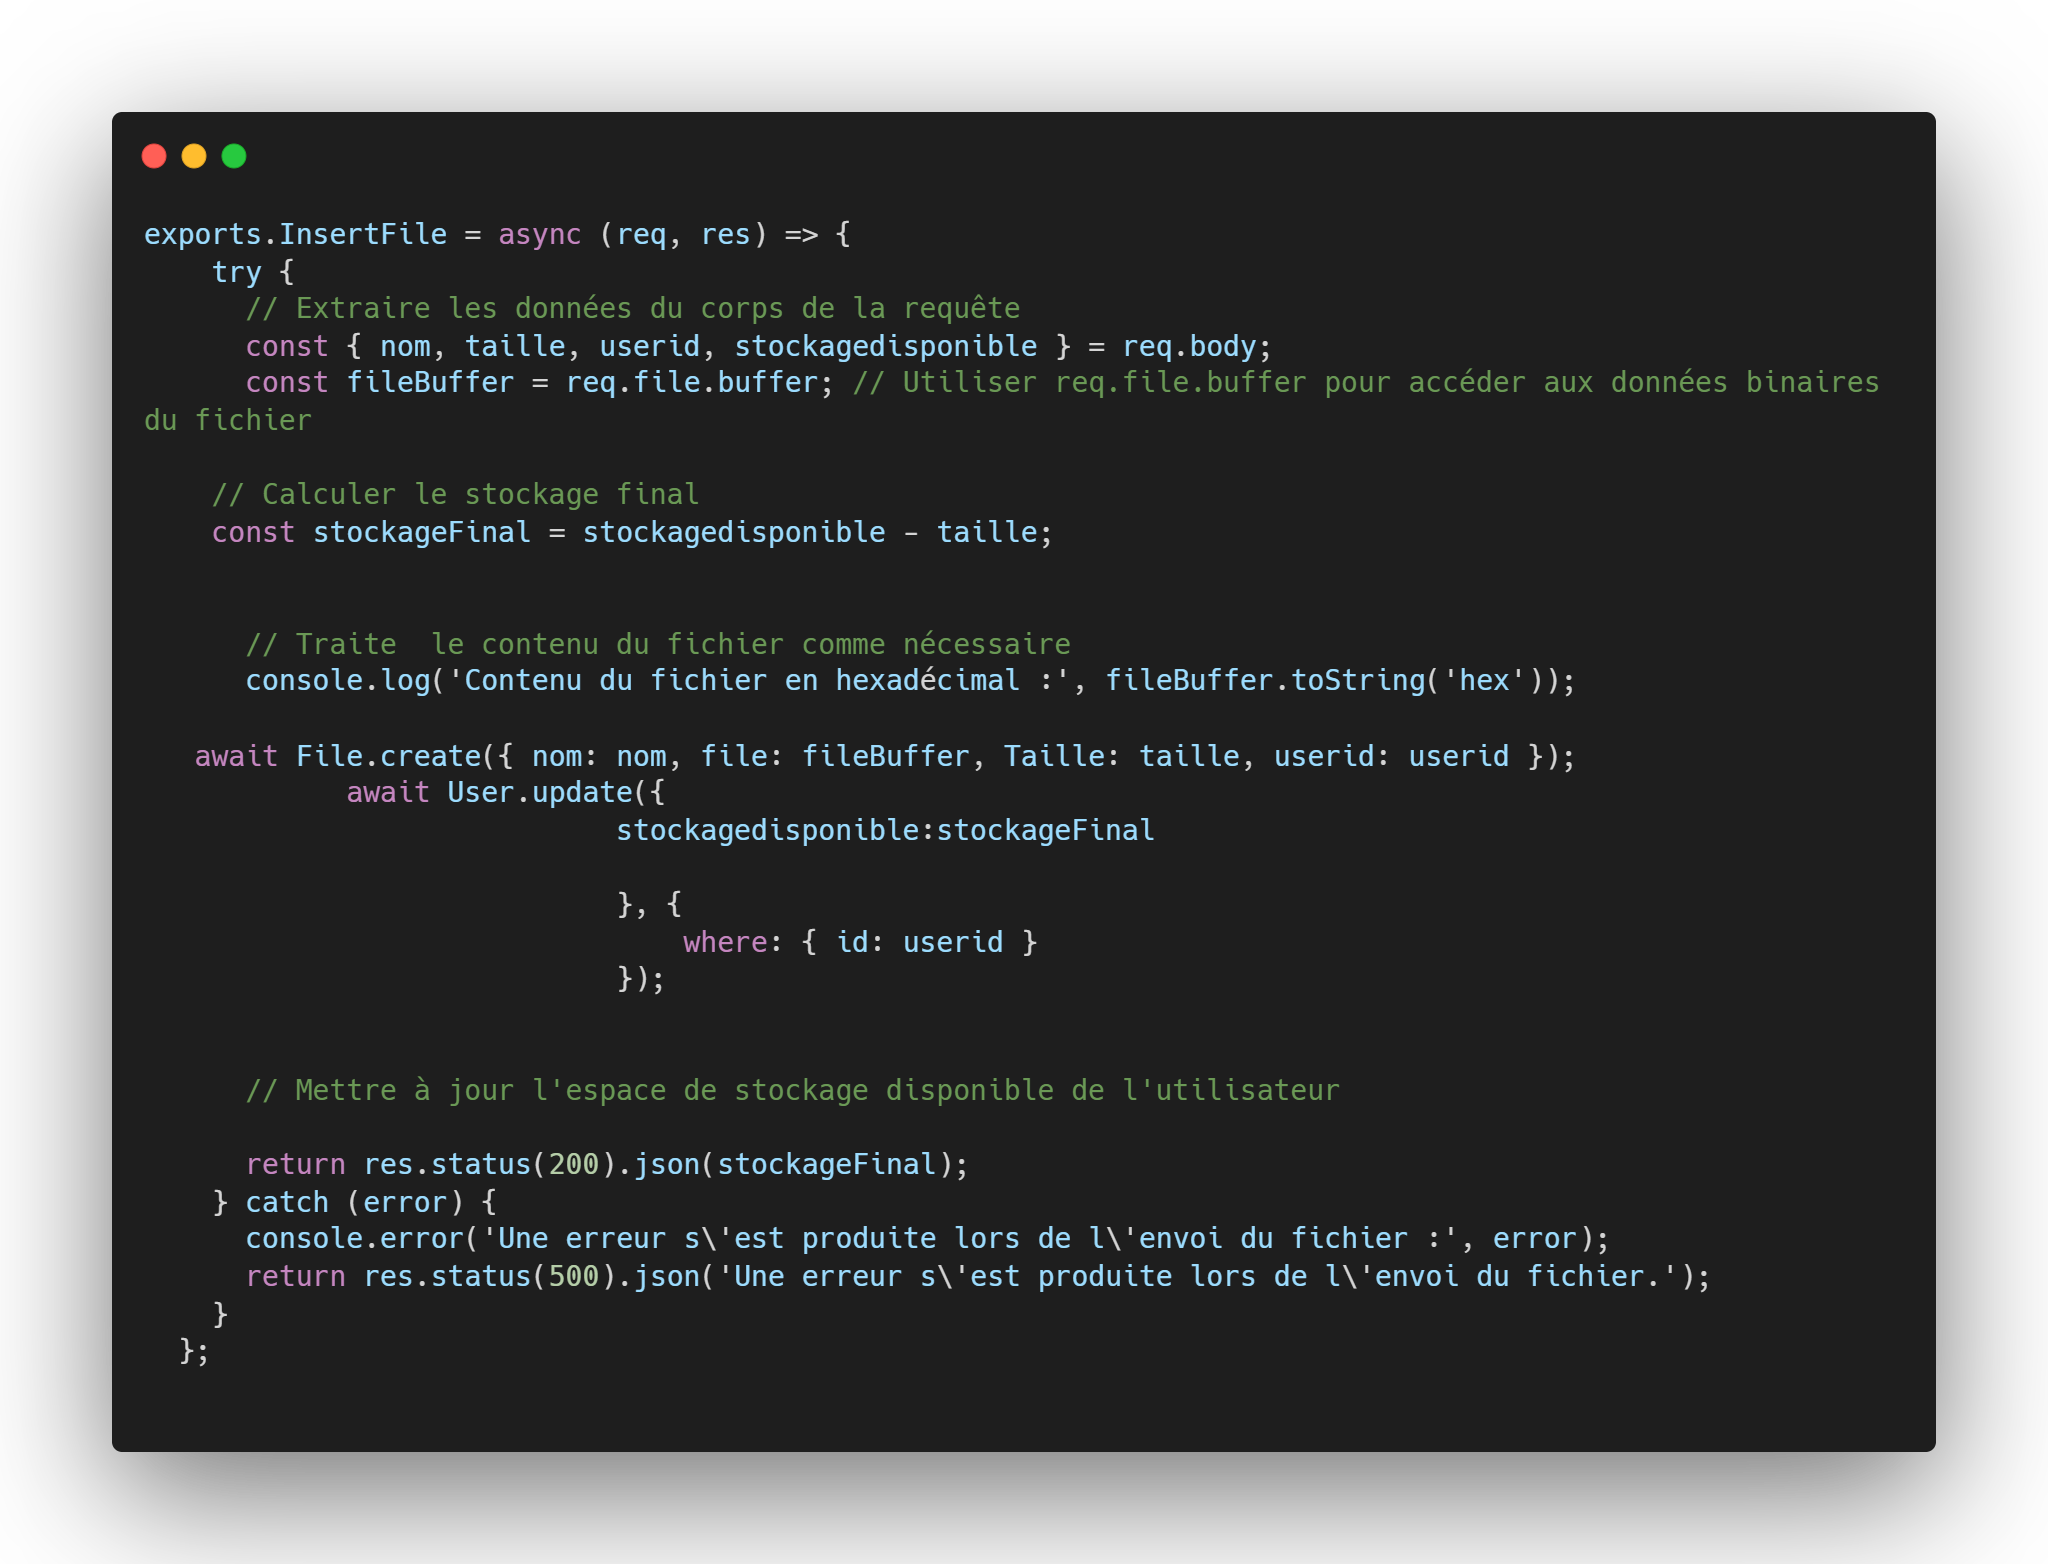 exports.InsertFile = async (req, res) => {
    try {
      // Extraire les données du corps de la requête
      const { nom, taille, userid, stockagedisponible } = req.body;
      const fileBuffer = req.file.buffer; // Utiliser req.file.buffer pour accéder aux données binaires
du fichier
    // Calculer le stockage final
    const stockageFinal = stockagedisponible - taille;
      // Traite  le contenu du fichier comme nécessaire
      console.log('Contenu du fichier en hexadécimal :', fileBuffer.toString('hex'));
   await File.create({ nom: nom, file: fileBuffer, Taille: taille, userid: userid });
            await User.update({
                            stockagedisponible:stockageFinal
                            }, {
                                where: { id: userid }
                            });
      // Mettre à jour l'espace de stockage disponible de l'utilisateur
      return res.status(200).json(stockageFinal);
    } catch (error) {
      console.error('Une erreur s\'est produite lors de l\'envoi du fichier :', error);
      return res.status(500).json('Une erreur s\'est produite lors de l\'envoi du fichier.');
    }
  };